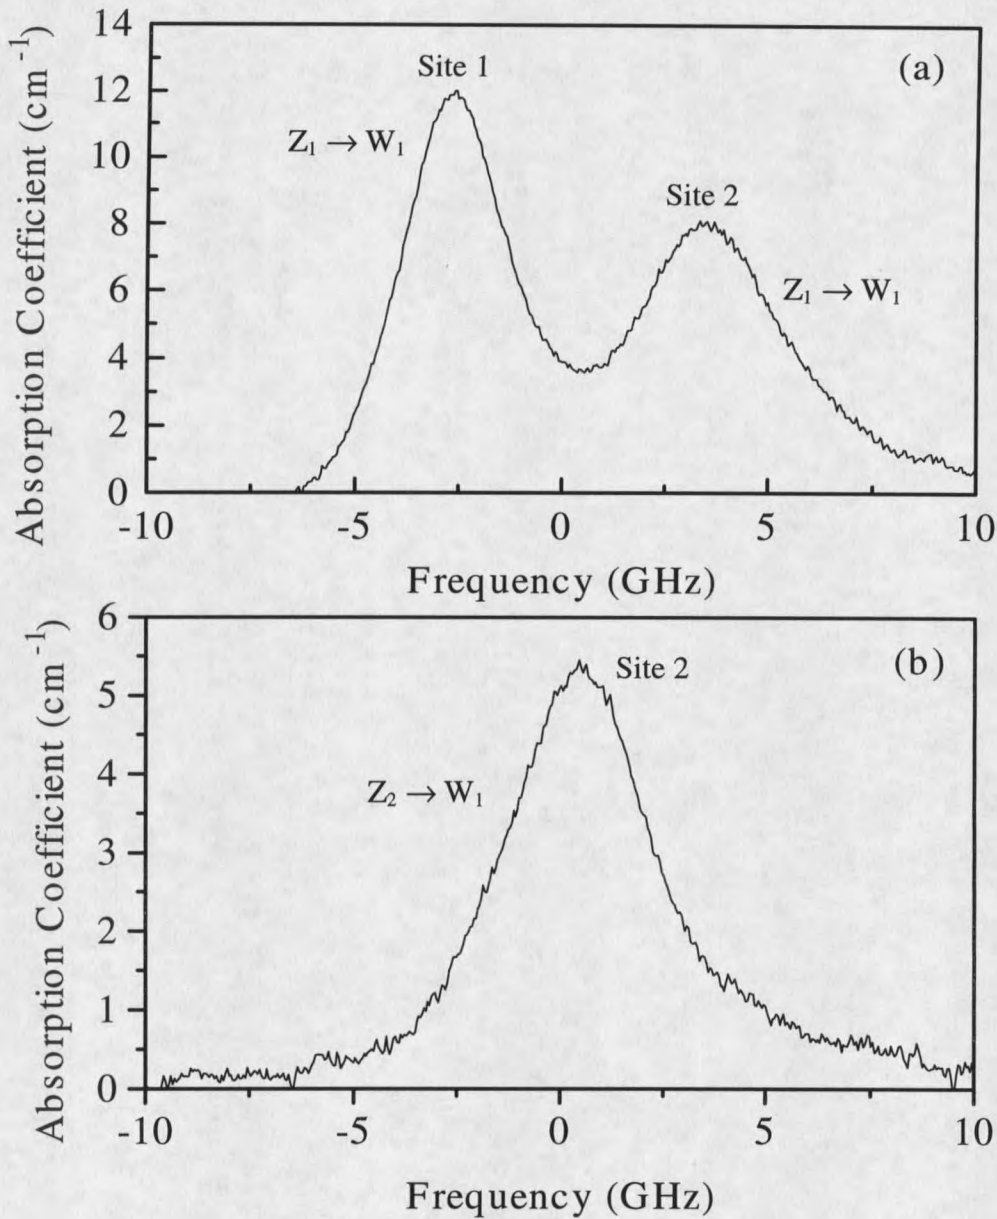 14
12
10
8
6
4
2
0
Absorption Coefficient (cm⁻¹)
(a)
Site 1
Z₁ → W₁
Site 2
Z₁ → W₁
-10
-5
0
5
10
Frequency (GHz)
6
5
4
3
2
1
0
Absorption Coefficient (cm⁻¹)
(b)
Site 2
Z₂ → W₁
-10
-5
0
5
10
Frequency (GHz)